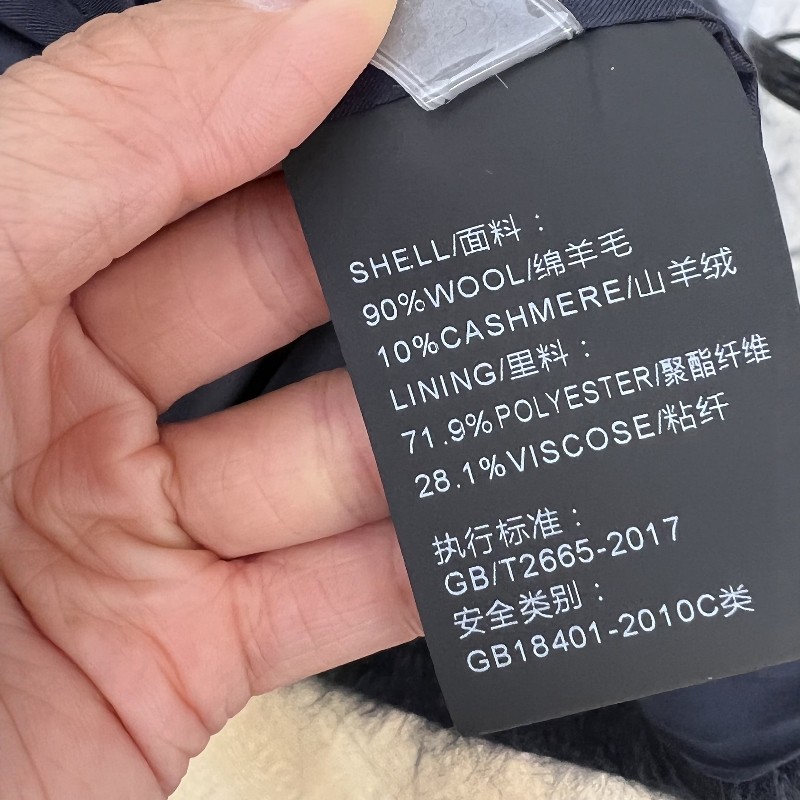 SHELL/面料：
90%WOOL/绵羊毛
10%CASHMERE/山羊绒
LINING/里料：
71.9%POLYESTER/聚酯纤维
28.1%VISCOSE/粘纤
执行标准：
GB/T2665-2017
安全类别：
GB18401-2010C类